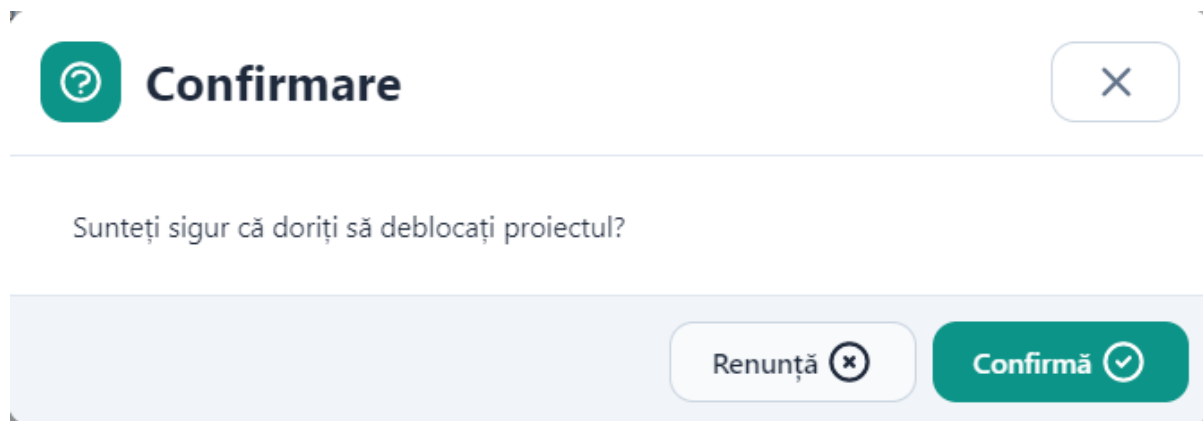 Confirmare
Sunteți sigur că doriți să deblocați proiectul?
Renunță
Confirmă